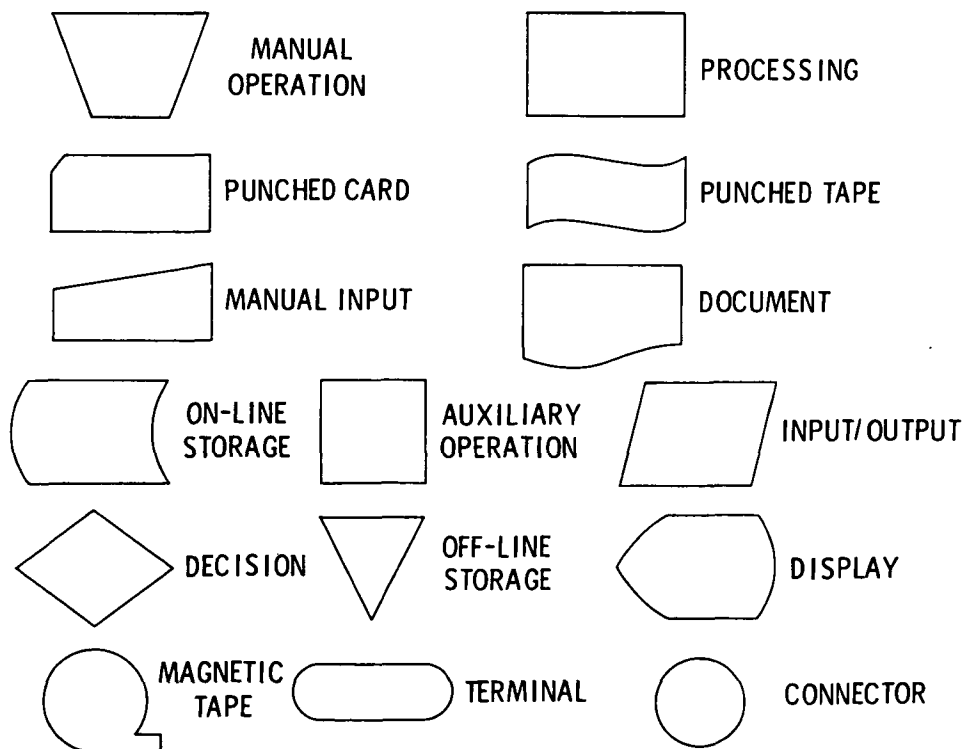 MANUAL
OPERATION
PROCESSING
PUNCHED CARD
PUNCHED TAPE
MANUAL INPUT
DOCUMENT
ON-LINE
STORAGE
AUXILIARY
OPERATION
INPUT/OUTPUT
DECISION
OFF-LINE
STORAGE
DISPLAY
MAGNETIC
TAPE
TERMINAL
CONNECTOR